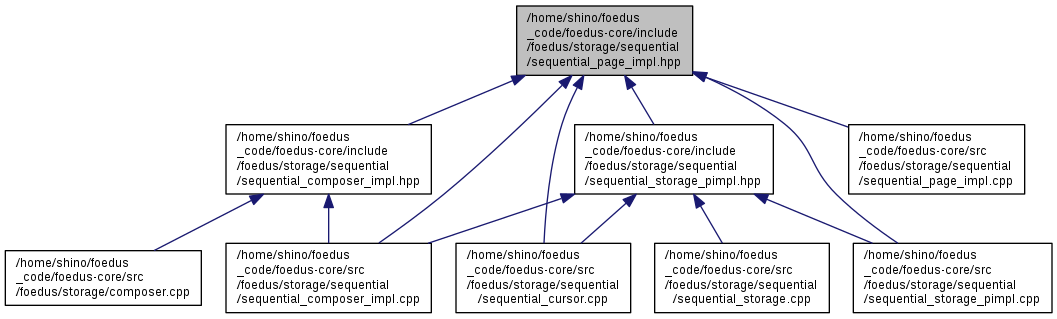 /home/shino/foedus
_code/foedus-core/include
/foedus/storage/sequential
/sequential_page_impl.hpp
/home/shino/foedus
_code/foedus-core/include
/foedus/storage/sequential
/sequential_composer_impl.hpp
/home/shino/foedus
_code/foedus-core/include
/foedus/storage/sequential
/sequential_storage_pimpl.hpp
/home/shino/foedus
_code/foedus-core/src
/foedus/storage/sequential
/sequential_page_impl.cpp
/home/shino/foedus
_code/foedus-core/src
/foedus/storage/composer.cpp
/home/shino/foedus
_code/foedus-core/src
/foedus/storage/sequential
/sequential_composer_impl.cpp
/home/shino/foedus
_code/foedus-core/src
/foedus/storage/sequential
/sequential_cursor.cpp
/home/shino/foedus
_code/foedus-core/src
/foedus/storage/sequential
/sequential_storage.cpp
/home/shino/foedus
_code/foedus-core/src
/foedus/storage/sequential
/sequential_storage_pimpl.cpp